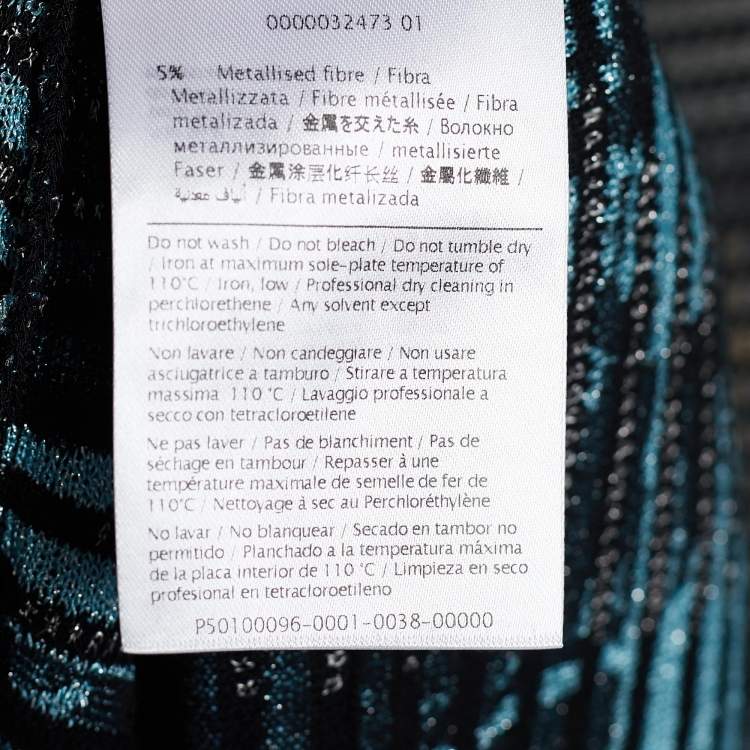 0000032473 01
5% Metallised fibre / Fibra
Metallizzata / Fibre métallisée / Fibra
metalizada / 金属を交えた糸 / Волокно
металлизированные / metallisierte
Faser / 金属涂层化纤长丝 / 金屬化纖維 /
ألياف معدنية / Fibra metalizada
Do not wash / Do not bleach / Do not tumble dry
/ Iron at maximum sole-plate temperature of
110°C / Iron, low / Professional dry cleaning in
perchlorethene / Any solvent except
trichloroethylene
Non lavare / Non candeggiare / Non usare
asciugatrice a tamburo / Stirare a temperatura
massima 110 °C / Lavaggio professionale a
secco con tetracloroetilene
Ne pas laver / Pas de blanchiment / Pas de
séchage en tambour / Repasser à une
température maximale de semelle de fer de
110°C / Nettoyage à sec au Perchloréthylène
No lavar / No blanquear / Secado en tambor no
permitido / Planchado a la temperatura máxima
de la placa interior de 110 °C / Limpieza en seco
profesional en tetracloroetileno
P50100096-0001-0038-00000